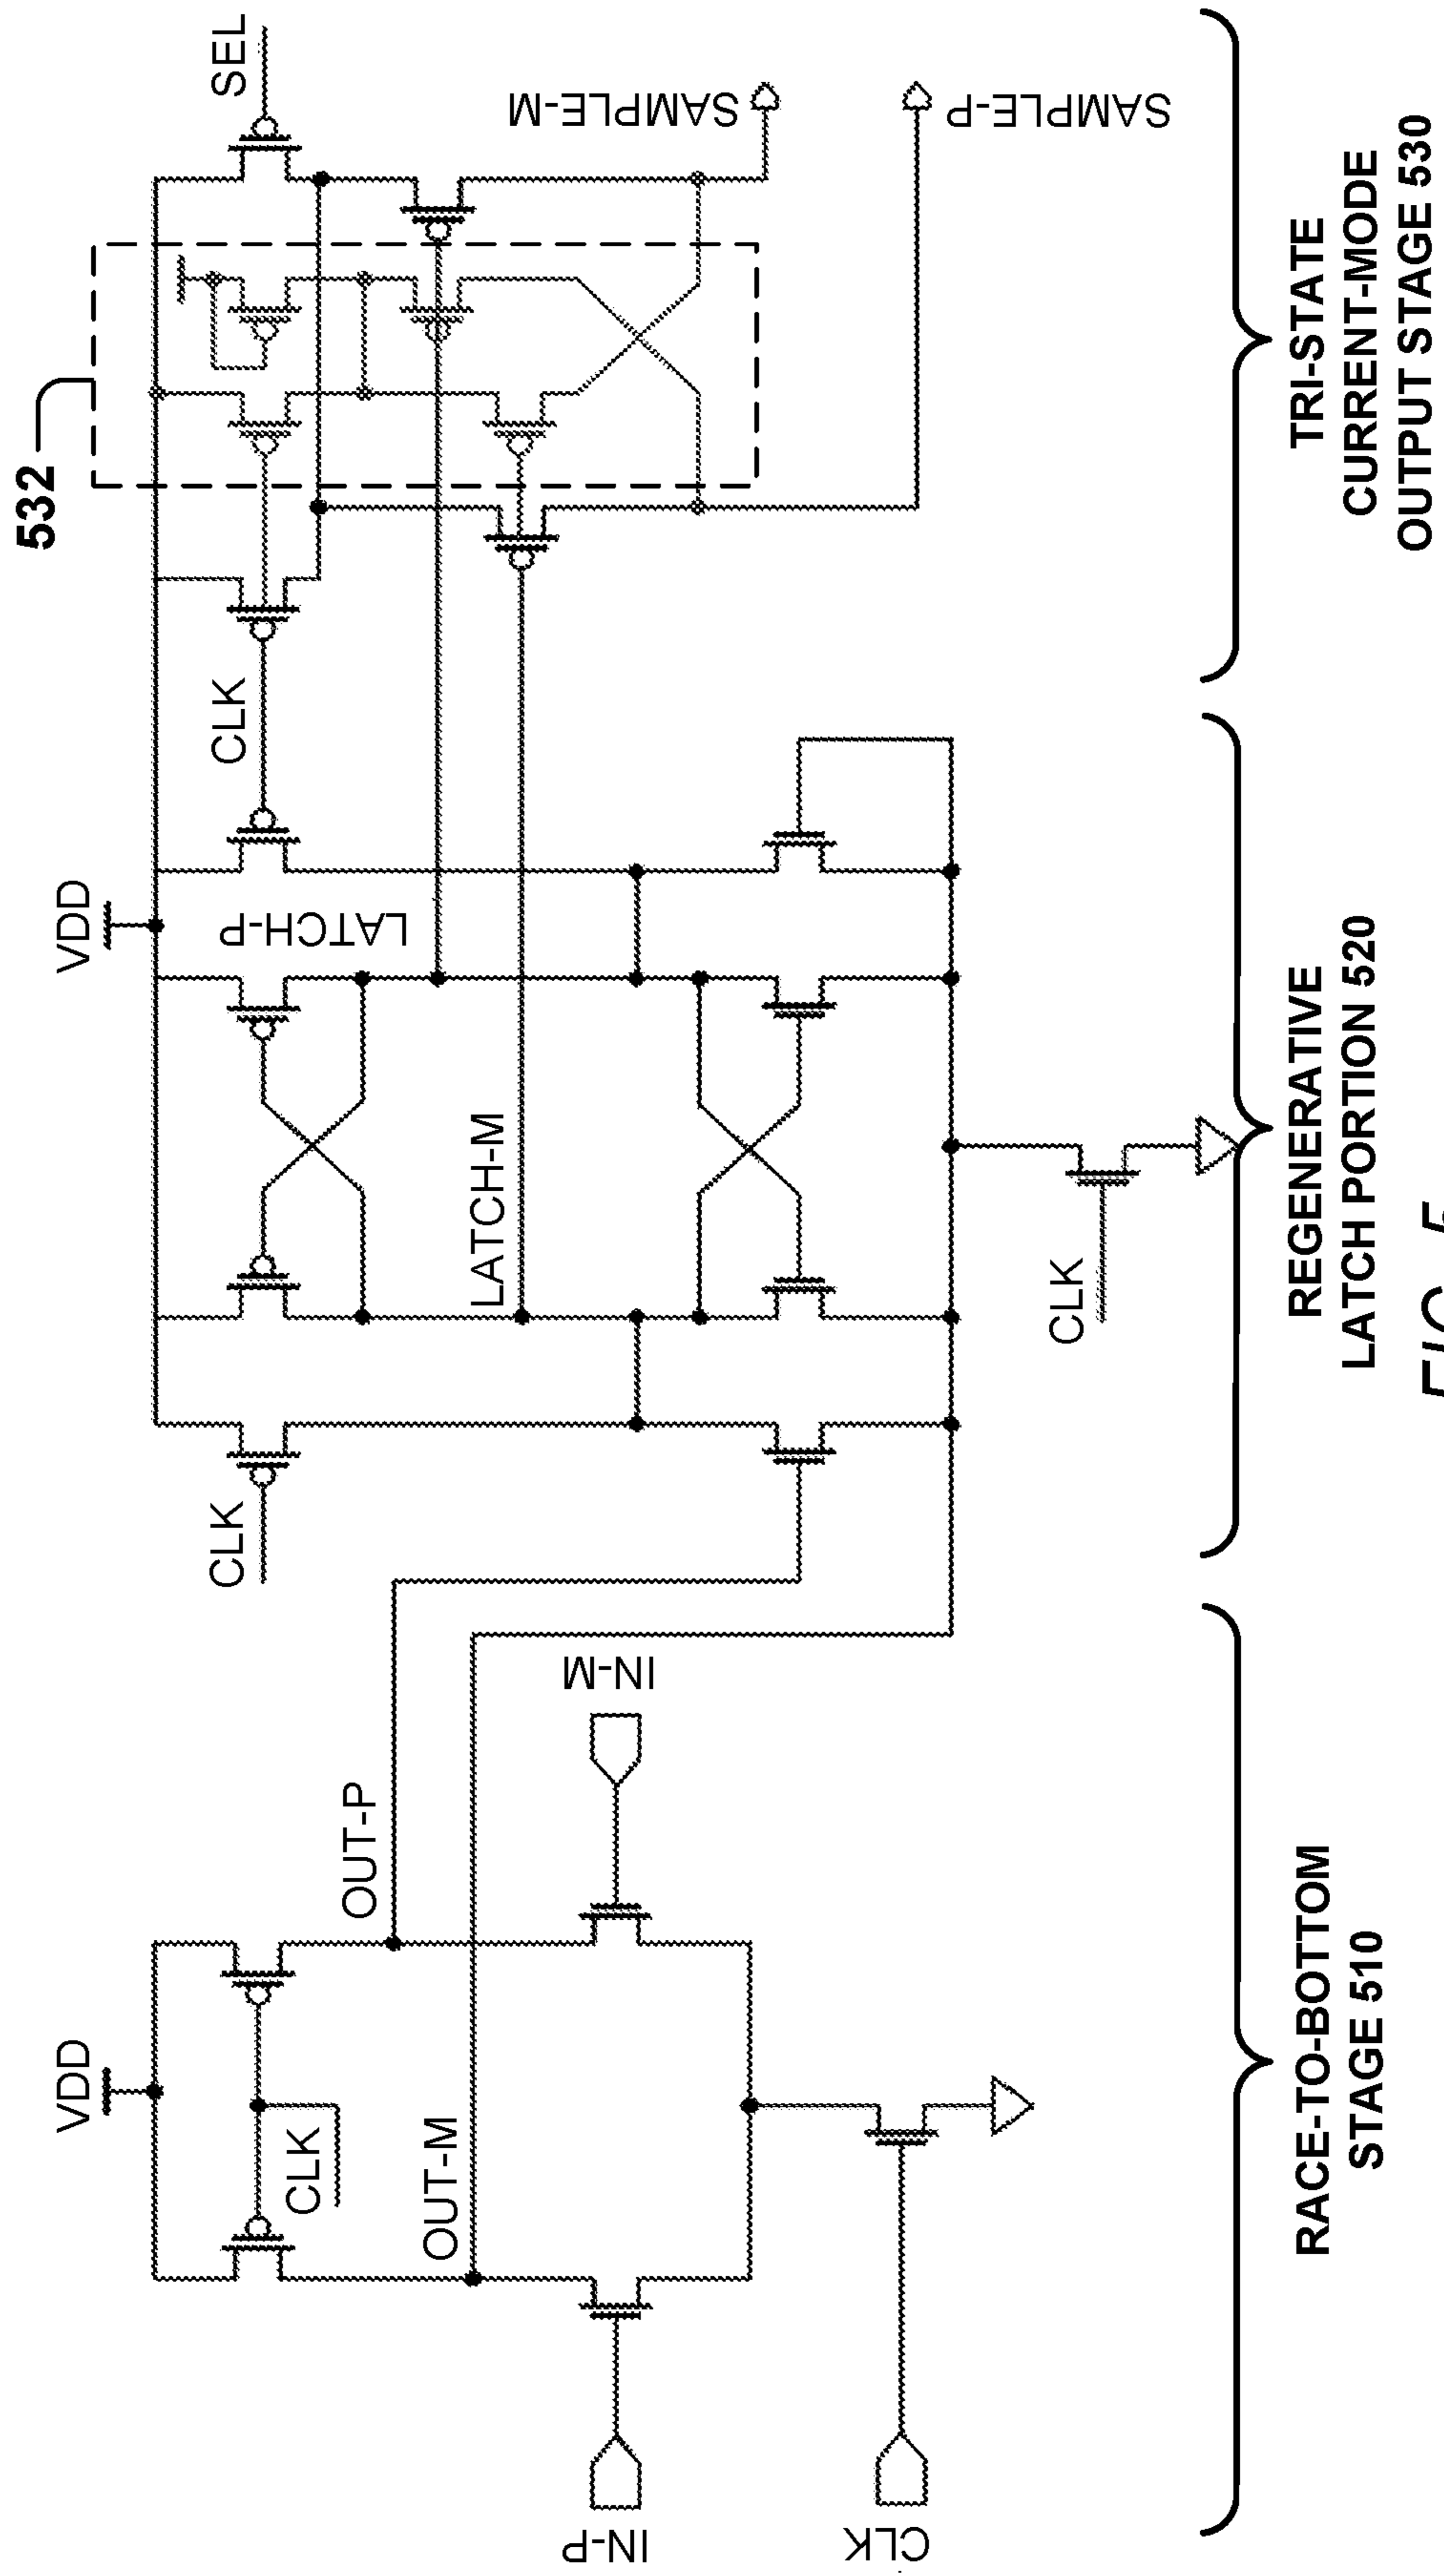 532
VDD
VDD
SEL
CLK
CLK
CLK
LATCH-P
LATCH-M
OUT-P
OUT-M
SAMPLE-M
SAMPLE-P
IN-M
IN-P
CLK
CLK
RACE-TO-BOTTOM
STAGE 510
REGENERATIVE
LATCH PORTION 520
TRI-STATE
CURRENT-MODE
OUTPUT STAGE 530